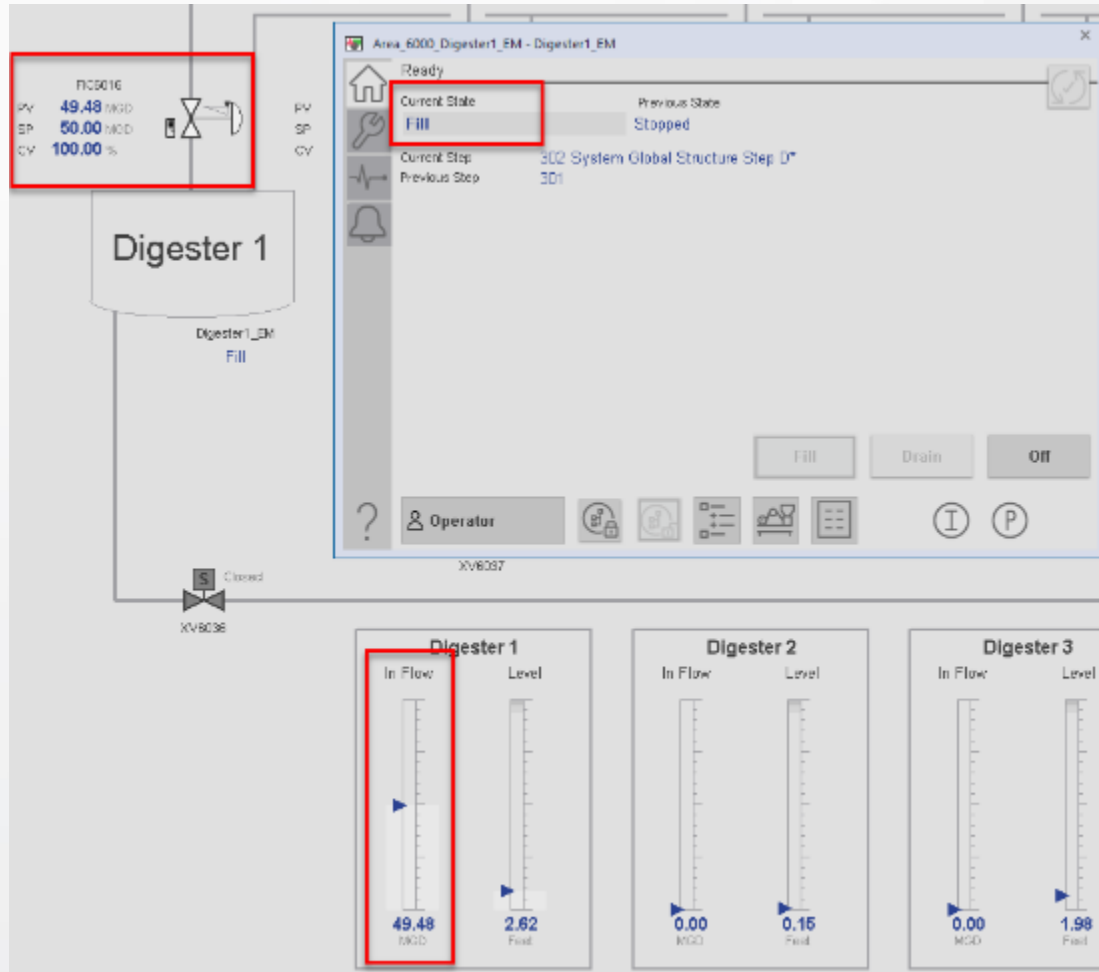 Area_6000_Digester1_EM - Digester1_EM
Ready
Current State
Previous State
Fill
Stopped
Current Step
302 System Global Structure Step D*
Previous Step
301
Fill
Drain
Off
Operator
I
P
FIC6016
PV 49.48 MGD
SP 50.00 MGD
CV 100.00 %
PV
SP
CV
Digester 1
Digester1_EM
Fill
XV6037
S Closed
XV6036
Digester 1
In Flow Level
49.48 2.62
MGD Feet
Digester 2
In Flow Level
0.00 0.15
MGD Feet
Digester 3
In Flow Level
0.00 1.98
MGD Feet